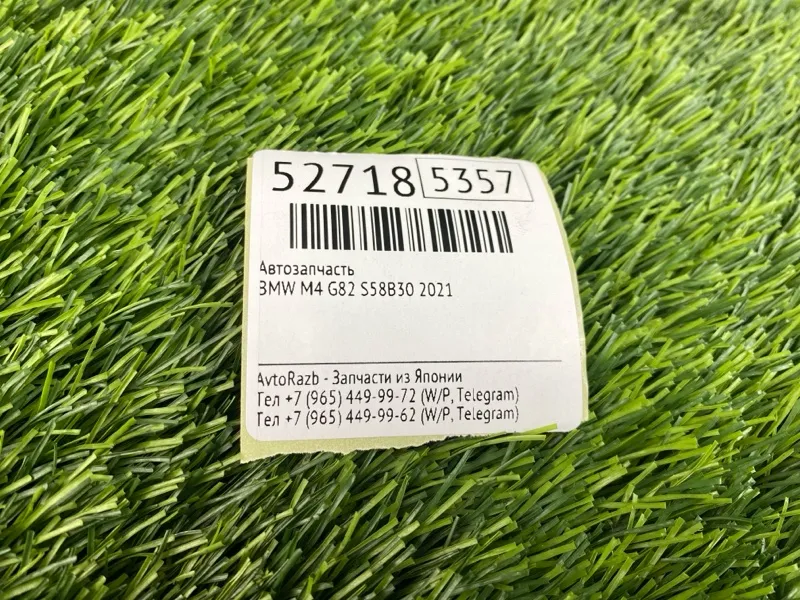 52718 5357
Автозапчасть
BMW M4 G82 S58B30 2021
AvtoRazb - Запчасти из Японии
Тел +7 (965) 449-99-72 (W/P, Telegram)
Тел +7 (965) 449-99-62 (W/P, Telegram)